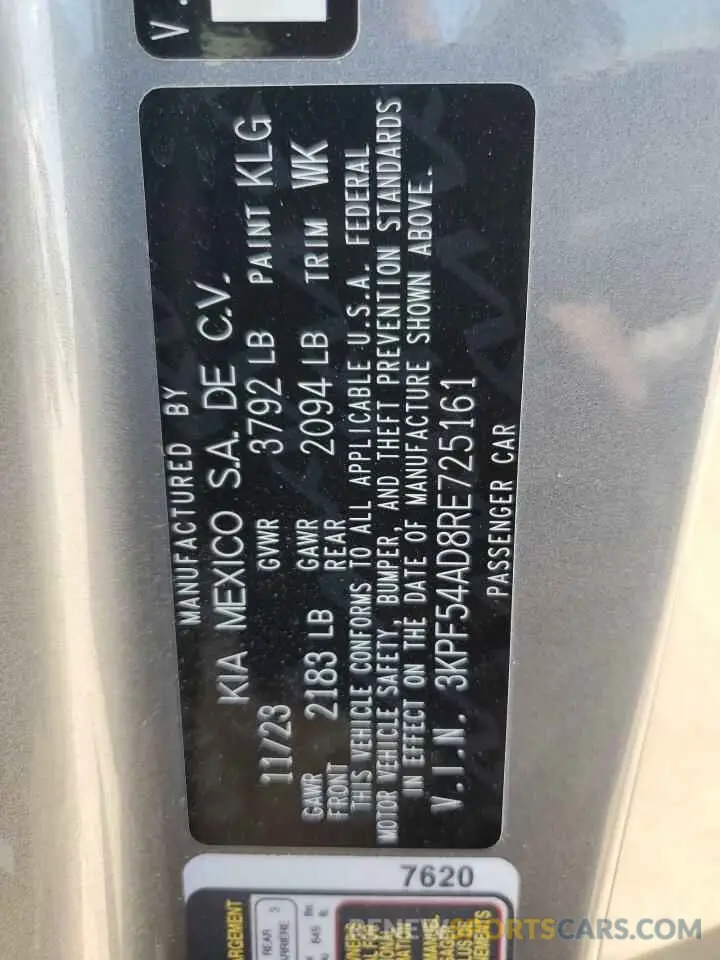 V.
MANUFACTURED BY
KIA MEXICO S.A. DE C.V.
11/23 GVWR 3792 LB PAINT KLG
GAWR FRONT 2183 LB GAWR REAR 2094 LB TRIM WK
THIS VEHICLE CONFORMS TO ALL APPLICABLE U.S.A. FEDERAL
MOTOR VEHICLE SAFETY, BUMPER, AND THEFT PREVENTION STANDARDS
IN EFFECT ON THE DATE OF MANUFACTURE SHOWN ABOVE.
V.I.N. 3KPF54AD8RE725161
PASSENGER CAR
7620
REAR 3
RENEWSPORTSCARS.COM